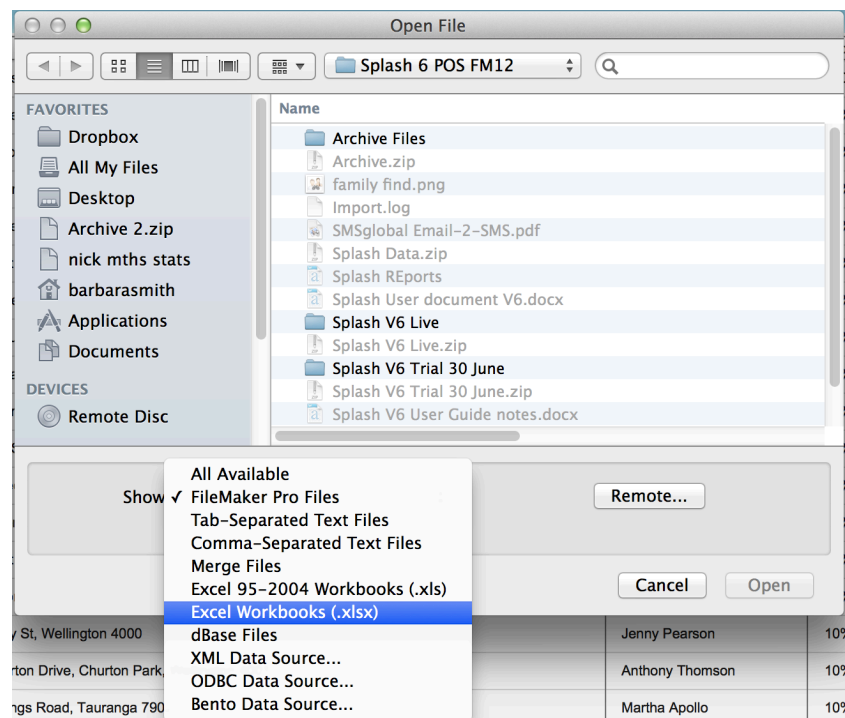 Open File
Splash 6 POS FM12
FAVORITES
Dropbox
All My Files
Desktop
Archive 2.zip
nick mths stats
barbarasmith
Applications
Documents
DEVICES
Remote Disc
Name
Archive Files
Archive.zip
family find.png
Import.log
SMSglobal Email-2-SMS.pdf
Splash Data.zip
Splash REports
Splash User document V6.docx
Splash V6 Live
Splash V6 Live.zip
Splash V6 Trial 30 June
Splash V6 Trial 30 June.zip
Splash V6 User Guide notes.docx
Show
All Available
✓ FileMaker Pro Files
Tab-Separated Text Files
Comma-Separated Text Files
Merge Files
Excel 95-2004 Workbooks (.xls)
Excel Workbooks (.xlsx)
dBase Files
XML Data Source...
ODBC Data Source...
Bento Data Source...
Remote...
Cancel
Open
y St, Wellington 4000
Jenny Pearson
10%
rton Drive, Churton Park,
Anthony Thomson
10%
ngs Road, Tauranga 790
Martha Apollo
10%